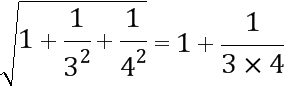 √(1 + 1/3² + 1/4²) = 1 + 1/(3 × 4)